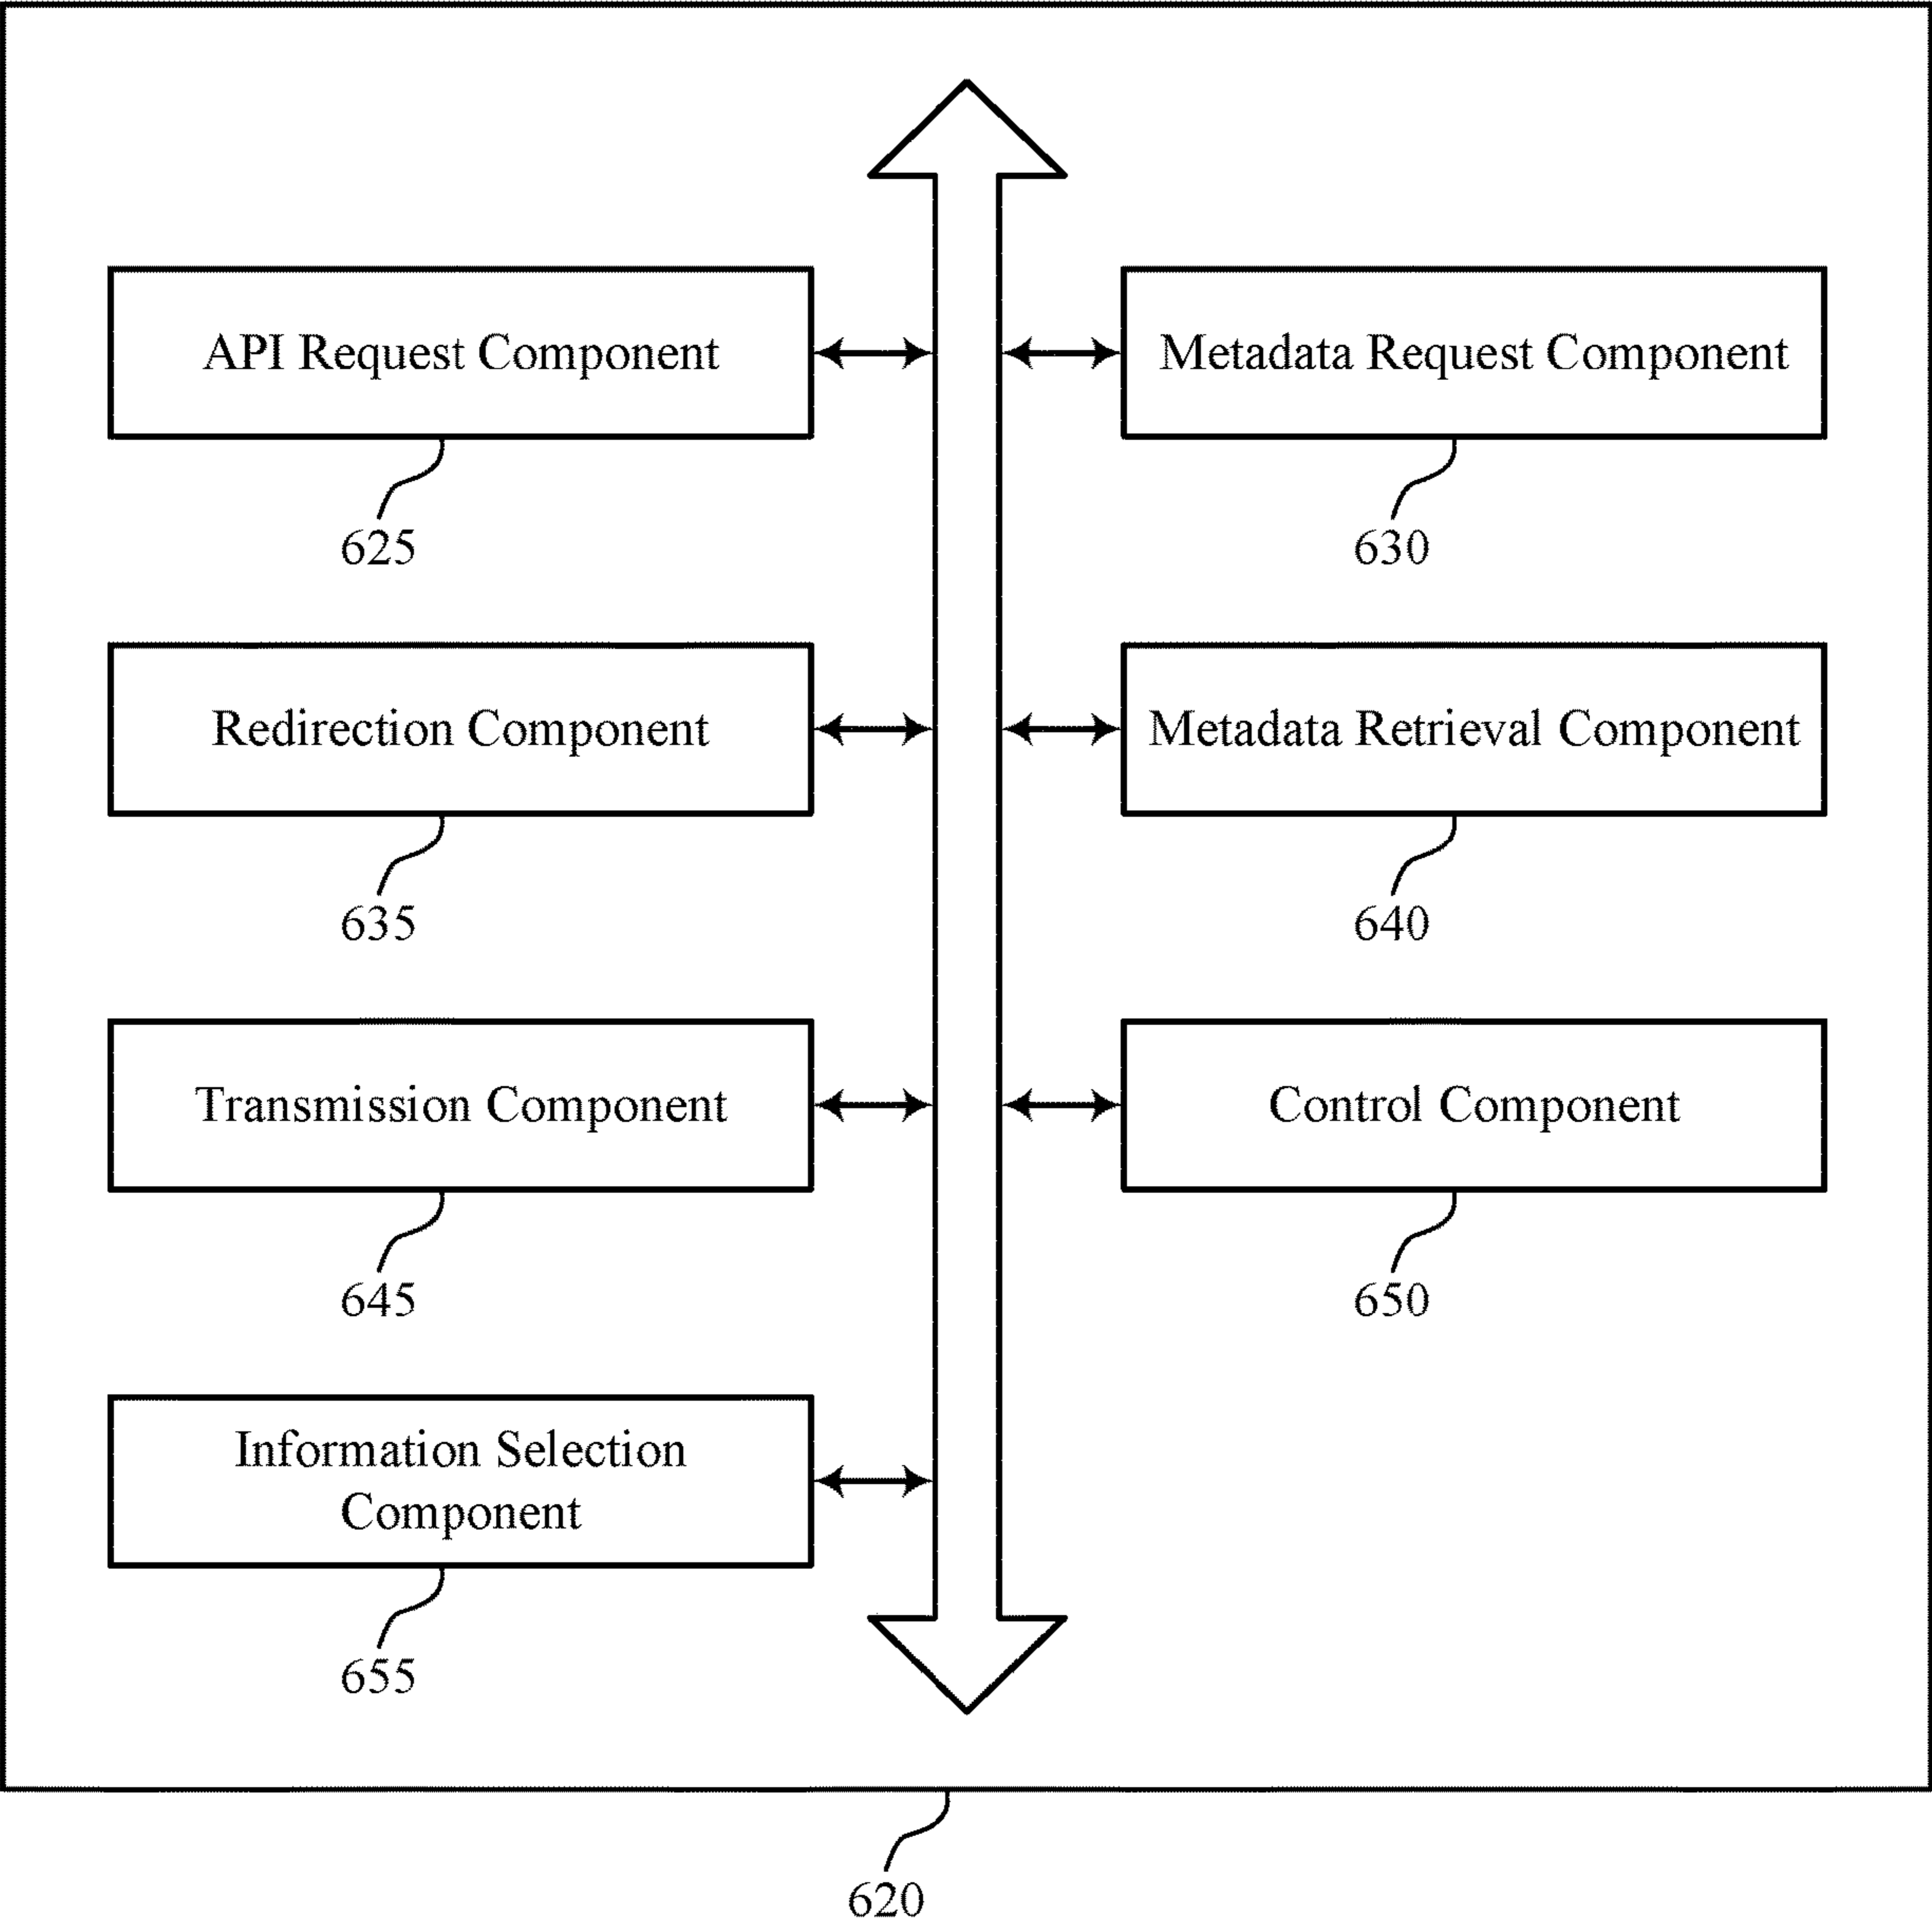 API Request Component
Metadata Request Component
625
630
Redirection Component
Metadata Retrieval Component
635
640
Transmission Component
Control Component
645
650
Information Selection
Component
655
620